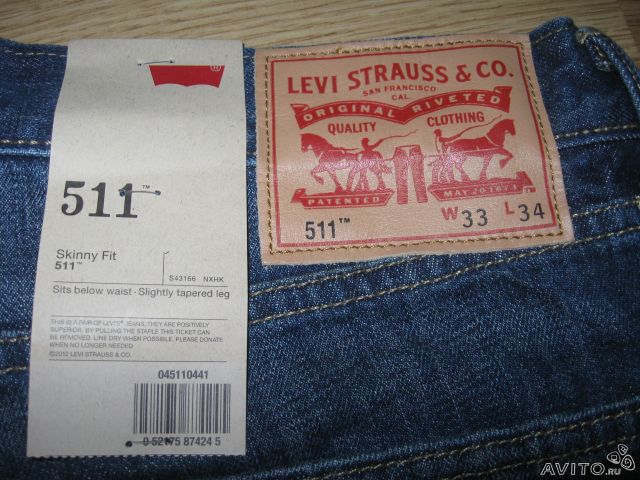 511™
Skinny Fit
511™
S43166 NXHK
Sits below waist · Slightly tapered leg
THIS IS A PAIR OF LEVI'S® JEANS. THEY ARE POSITIVELY
SUPERIOR. BY PULLING THE STAPLE THIS TICKET CAN
BE REMOVED. LINE DRY WHEN POSSIBLE. PLEASE DONATE
WHEN NO LONGER NEEDED
©2012 LEVI STRAUSS & CO.
045110441
0 52175 87424 5
LEVI STRAUSS & CO.
SAN FRANCISCO
CAL.
ORIGINAL RIVETED
QUALITY CLOTHING
PATENTED MAY 20 1873
511™ W 33 L 34
AVITO.ru